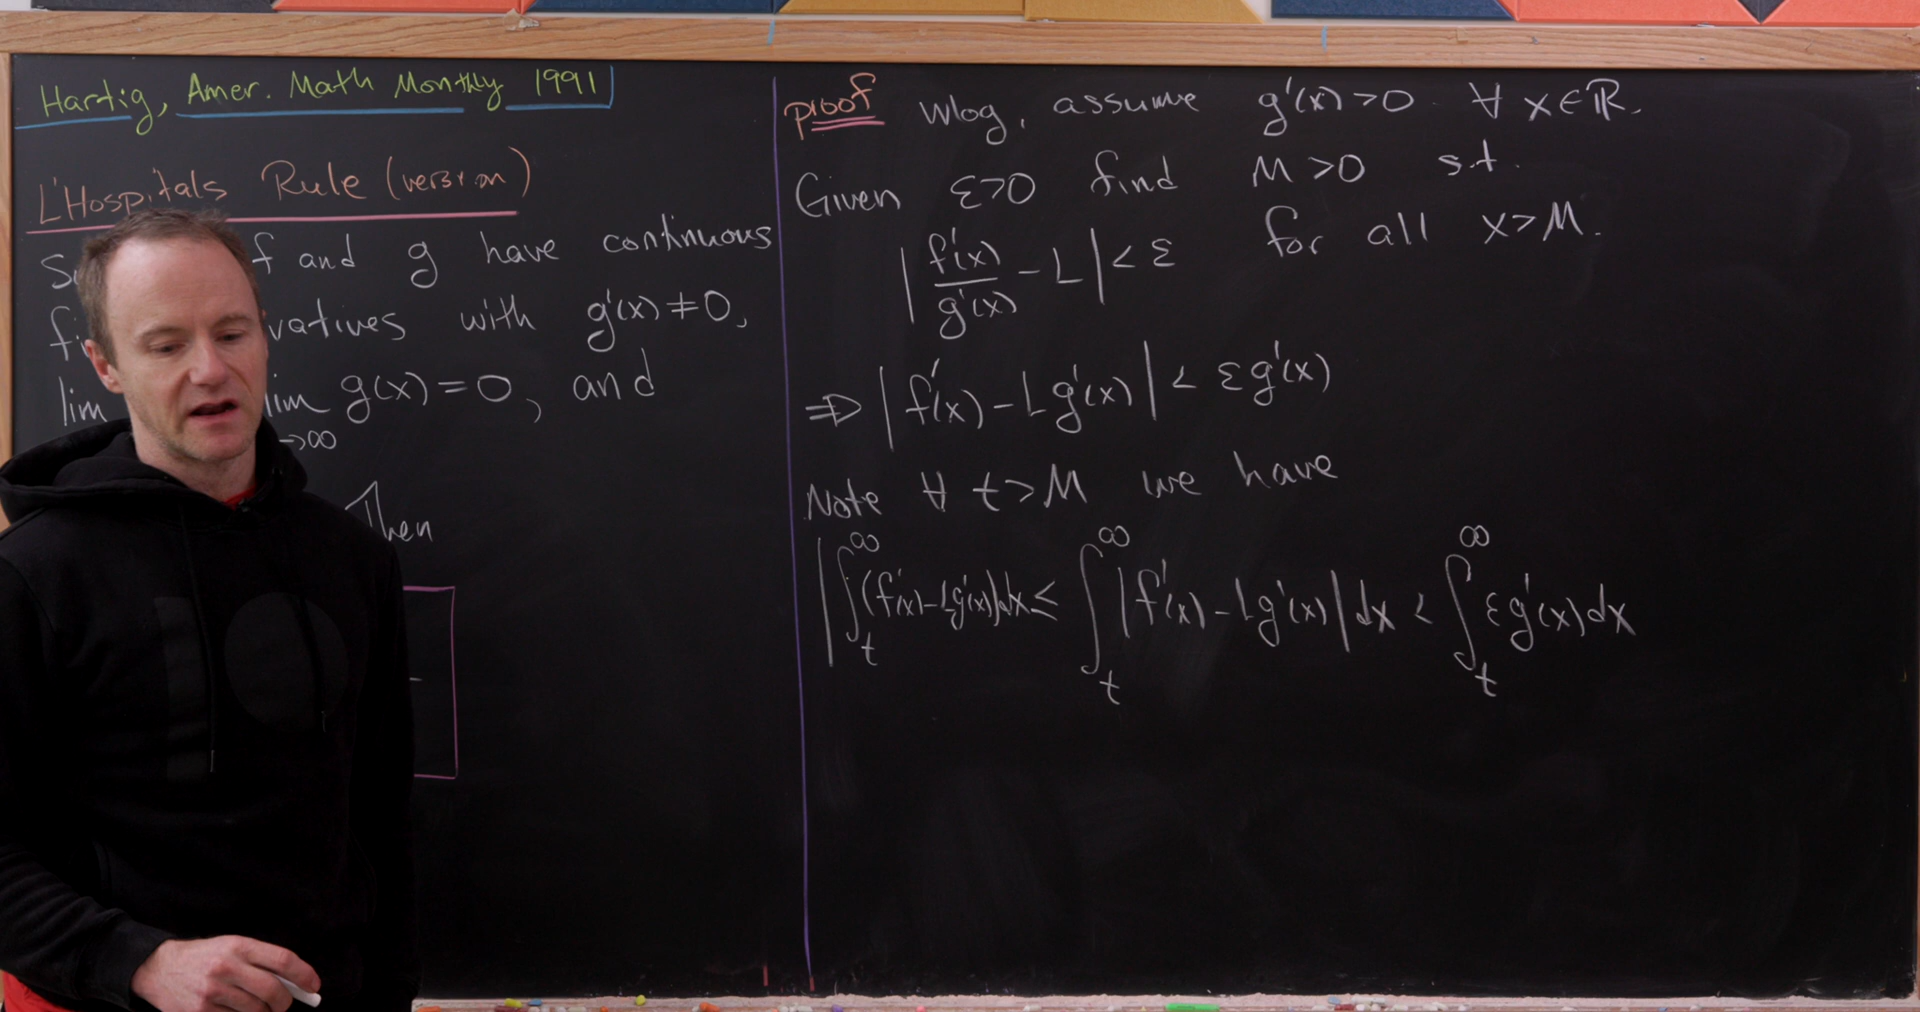 Hartig, Amer. Math Monthly 1991
L'Hospitals Rule (version)
f and g have continuous
vatives with g'(x) ≠ 0,
lim lim g(x) = 0, and
→∞
Then
proof Wlog, assume g'(x) > 0 ∀ x ∈ ℝ.
Given ε > 0 find M > 0 s.t.
| f'(x) / g'(x) - L | < ε for all x > M.
⇒ | f'(x) - L g'(x) | < ε g'(x)
Note ∀ t > M we have
| ∫_t^∞ (f'(x) - L g'(x)) dx ≤ ∫_t^∞ | f'(x) - L g'(x) | dx < ∫_t^∞ ε g'(x) dx